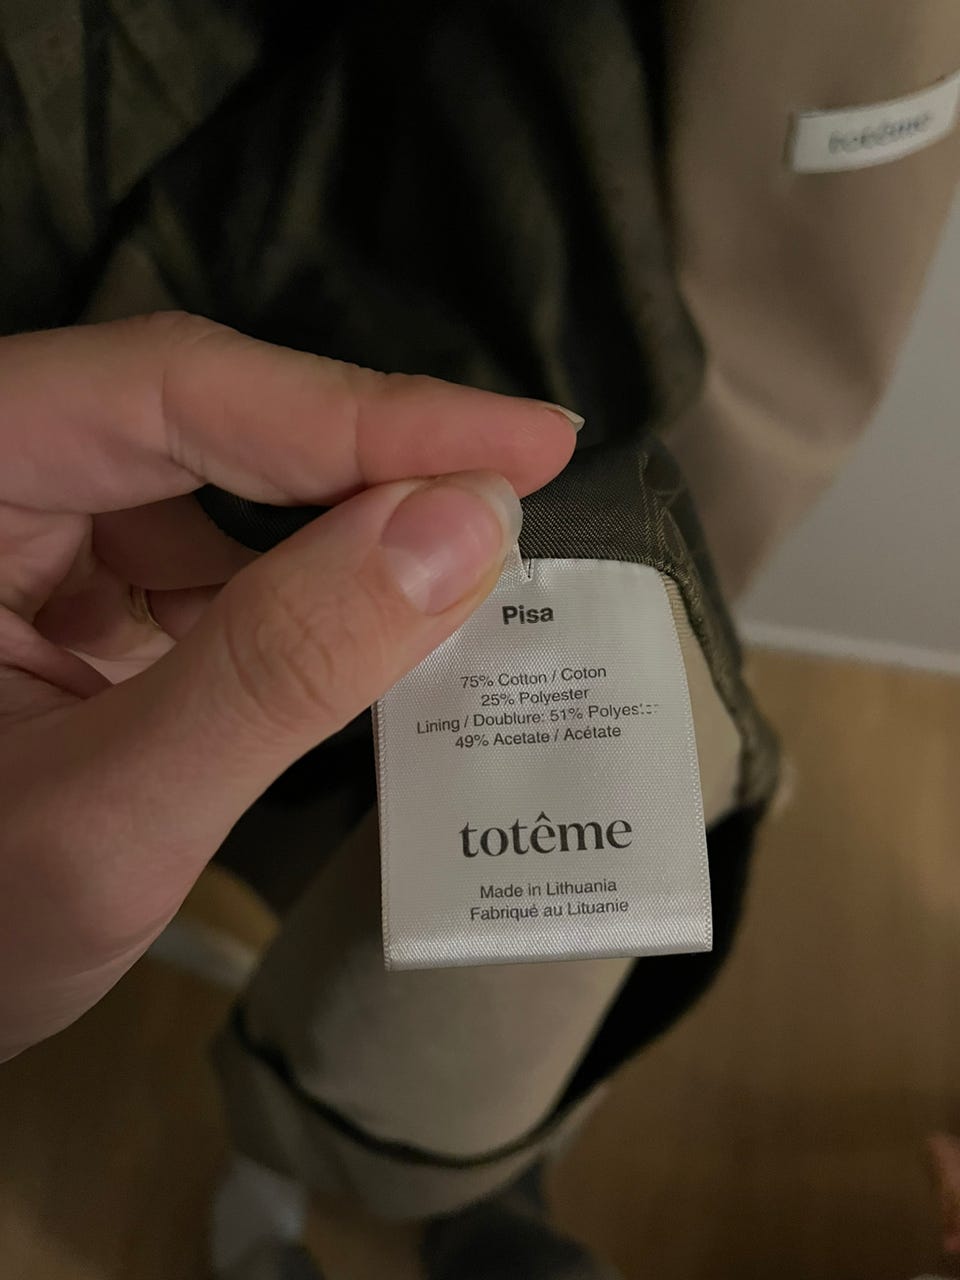 totême
Pisa
75% Cotton / Coton
25% Polyester
Lining / Doublure: 51% Polyester
49% Acetate / Acétate
totême
Made in Lithuania
Fabriqué au Lituanie